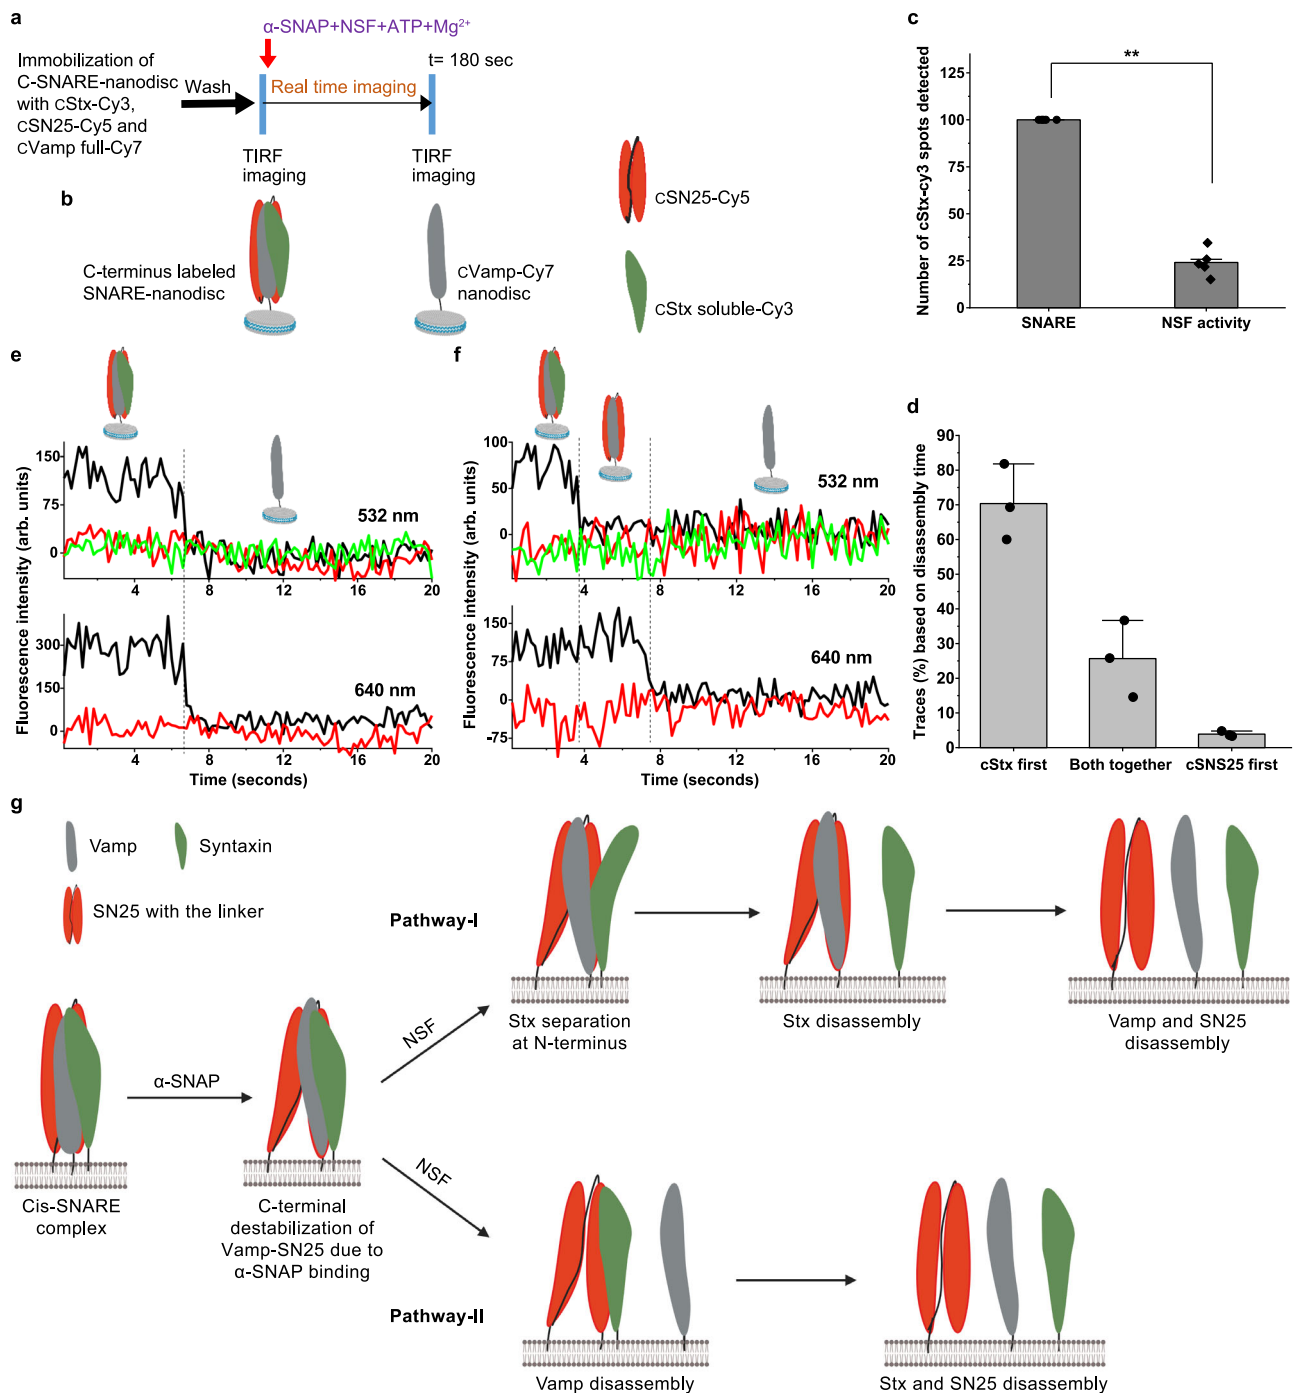 a
α-SNAP+NSF+ATP+Mg²⁺
Immobilization of
C-SNARE-nanodisc
with cStx-Cy3,
cSN25-Cy5 and
cVamp full-Cy7
Wash
Real time imaging
t= 180 sec
TIRF
imaging
TIRF
imaging
b
C-terminus labeled
SNARE-nanodisc
cVamp-Cy7
nanodisc
cSN25-Cy5
cStx soluble-Cy3
c
Number of cStx-cy3 spots detected
**
125
100
75
50
25
0
SNARE
NSF activity
e
Fluorescence intensity (arb. units)
150
75
0
532 nm
4
8
12
16
20
300
150
0
640 nm
4
8
12
16
20
Time (seconds)
f
Fluorescence intensity (arb. units)
100
50
0
532 nm
4
8
12
16
20
150
75
0
-75
640 nm
4
8
12
16
20
Time (seconds)
d
Traces (%) based on disassembly time
90
80
70
60
50
40
30
20
10
0
cStx first
Both together
cSNS25 first
g
Vamp
Syntaxin
SN25 with the linker
Pathway-I
Stx separation
at N-terminus
Stx disassembly
Vamp and SN25
disassembly
NSF
α-SNAP
Cis-SNARE
complex
C-terminal
destabilization of
Vamp-SN25 due to
α-SNAP binding
NSF
Pathway-II
Vamp disassembly
Stx and SN25 disassembly